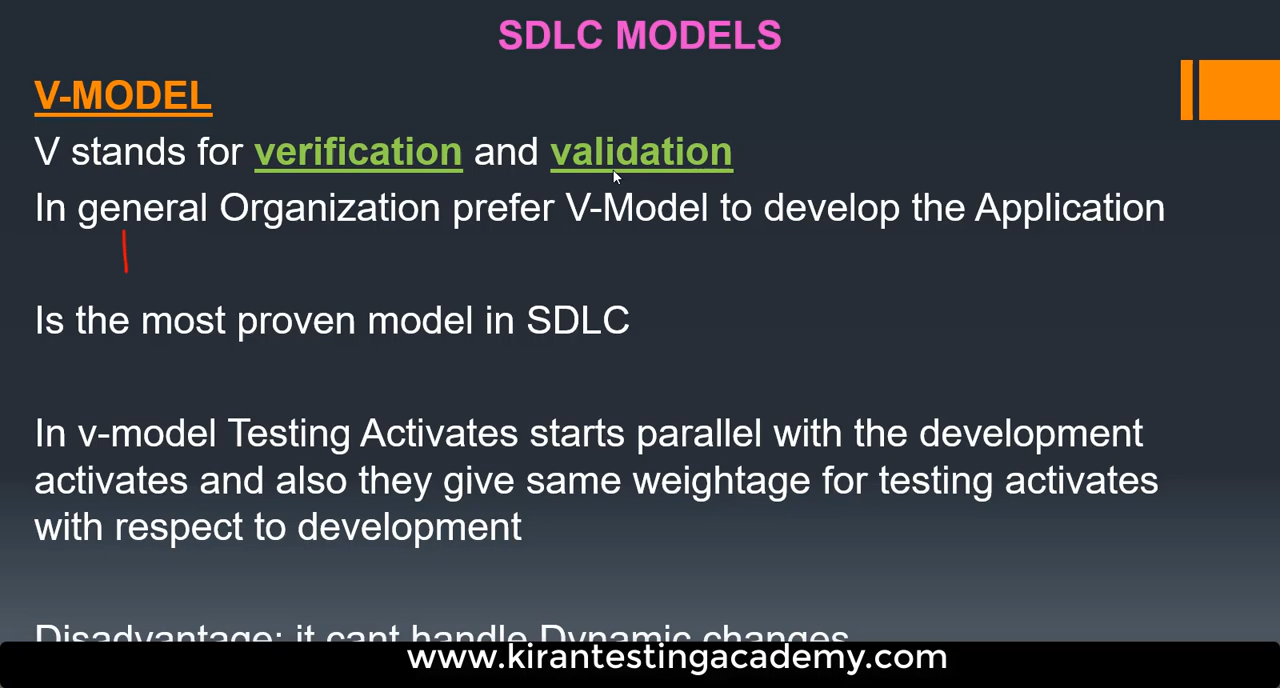 SDLC MODELS
V-MODEL
V stands for verification and validation
In general Organization prefer V-Model to develop the Application
Is the most proven model in SDLC
In v-model Testing Activates starts parallel with the development
activates and also they give same weightage for testing activates
with respect to development
Disadvantage: it cant handle Dynamic changes
www.kirantestingacademy.com